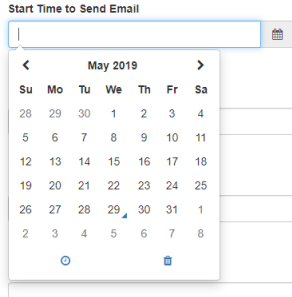 Start Time to Send Email
May 2019
Su Mo Tu We Th Fr Sa
28 29 30 1 2 3 4
5 6 7 8 9 10 11
12 13 14 15 16 17 18
19 20 21 22 23 24 25
26 27 28 29 30 31 1
2 3 4 5 6 7 8